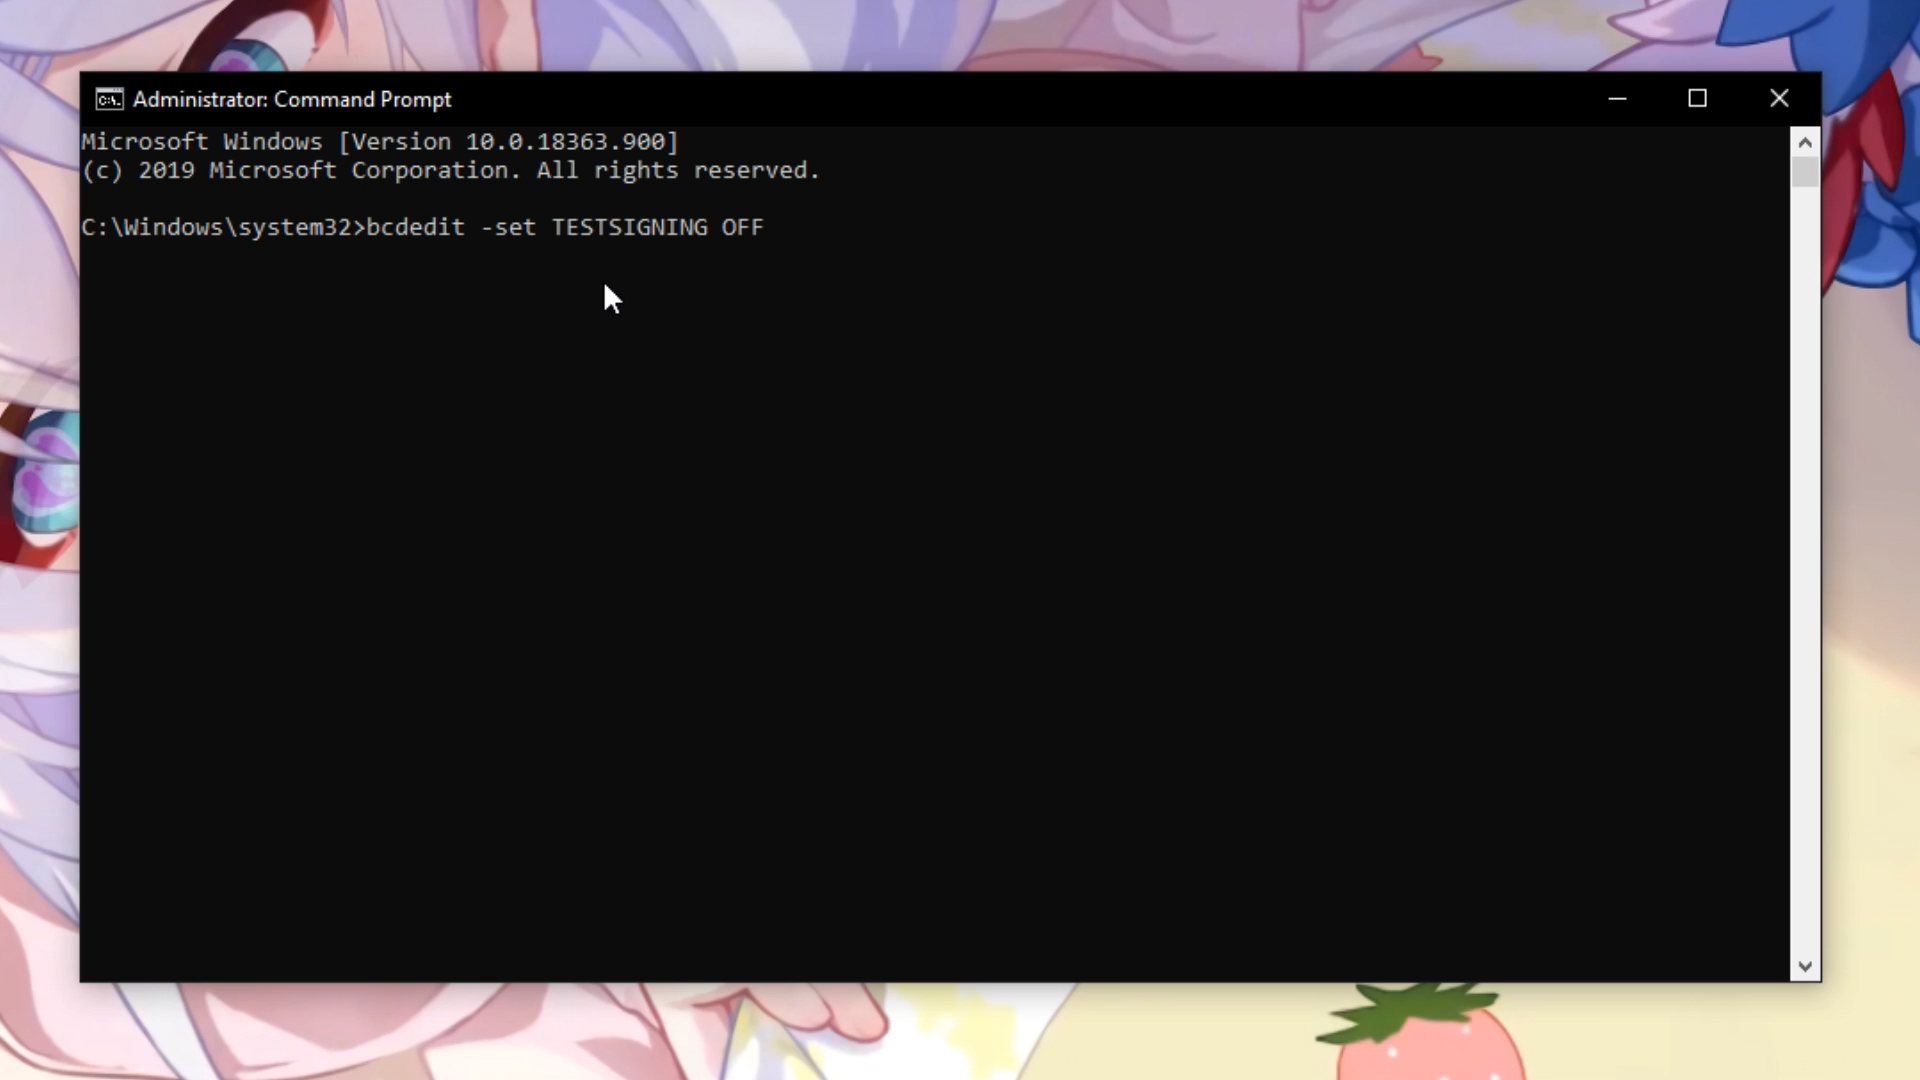 Administrator: Command Prompt
Microsoft Windows [Version 10.0.18363.900]
(c) 2019 Microsoft Corporation. All rights reserved.
C:\Windows\system32>bcdedit -set TESTSIGNING OFF